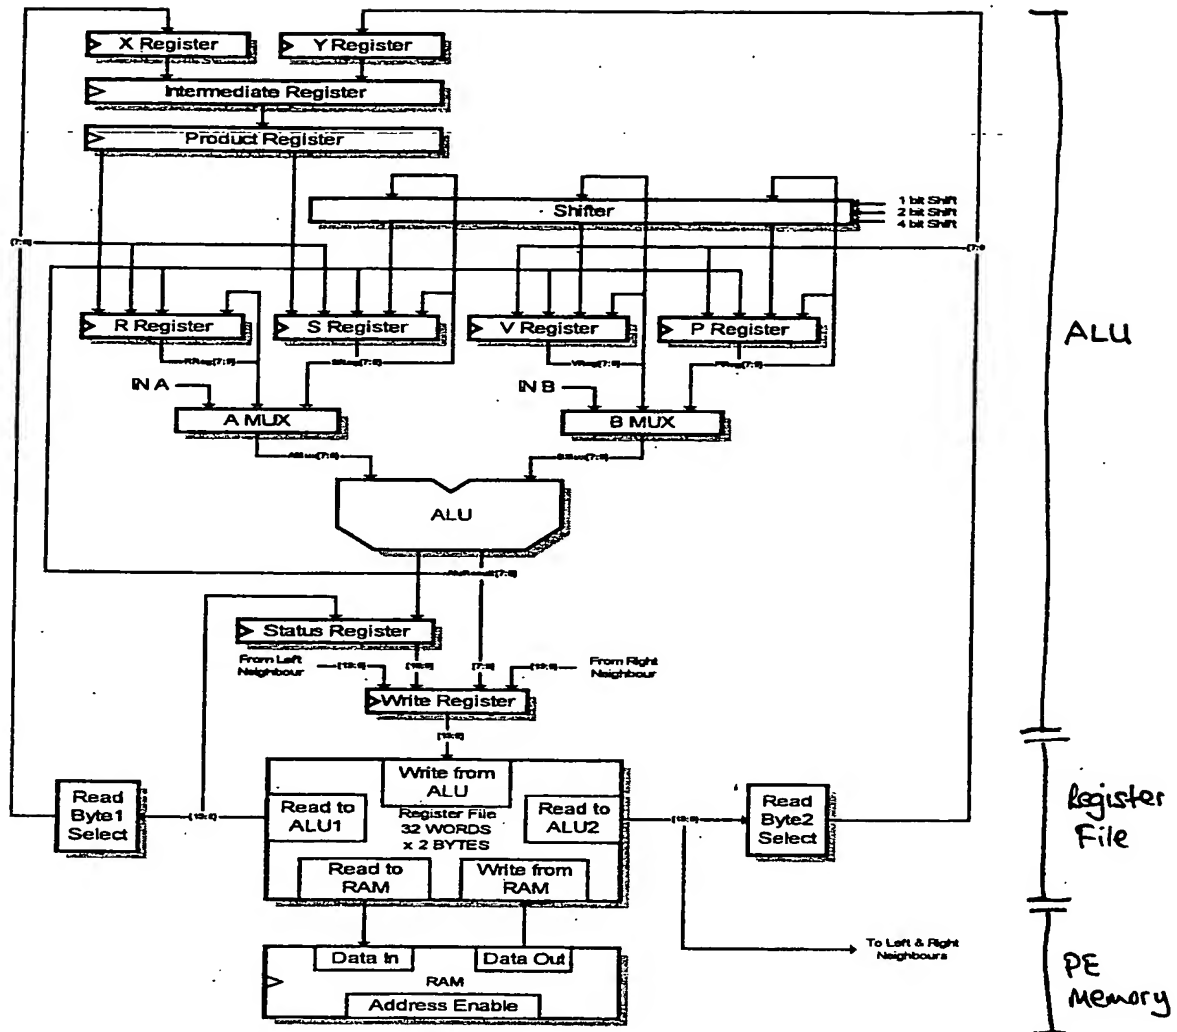 X Register
Y Register
Intermediate Register
Product Register
Shifter
1 bit Shift
2 bit Shift
4 bit Shift
R Register
S Register
V Register
P Register
IN A
IN B
A MUX
B MUX
ALU
ALU
Status Register
From Left
Neighbour
From Right
Neighbour
Write Register
Write from
ALU
Read
Byte1
Select
Read to
ALU1
Register File
32 WORDS
x 2 BYTES
Read to
ALU2
Read
Byte2
Select
Register
File
Read to
RAM
Write from
RAM
To Left & Right
Neighbours
Data In
Data Out
RAM
Address Enable
PE
Memory